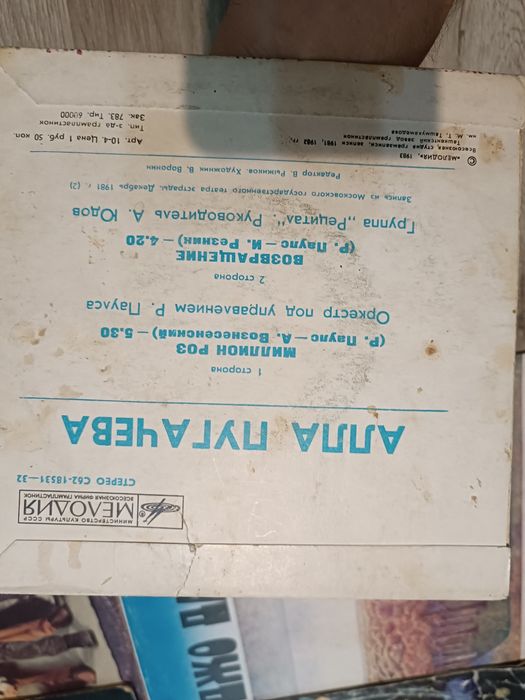 МИНИСТЕРСТВО КУЛЬТУРЫ СССР
МЕЛОДИЯ
ВСЕСОЮЗНАЯ ФИРМА ГРАМПЛАСТИНОК
СТЕРЕО С62-18531—32
АЛЛА ПУГАЧЕВА
1 сторона
МИЛЛИОН РОЗ
(Р. Паулс — А. Вознесенский) — 5.30
Оркестр под управлением Р. Паулса
2 сторона
ВОЗВРАЩЕНИЕ
(Р. Паулс — И. Резник) — 4.20
Группа „Рецитал". Руководитель А. Юдов
Запись из Московского государственного театра эстрады. Декабрь 1981 г. (2)
Редактор В. Рыжиков. Художник В. Воронин
© «МЕЛОДИЯ», 1983
Всесоюзная студия грамзаписи, записи 1981, 1982 гг.
Ташкентский завод грампластинок
им. М. Т. Ташмухамедова
Арт. 10-4. Цена 1 руб. 50 коп.
Тип. з-да грампластинок
Зак. 783. Тир. 60000
ДЖО Д